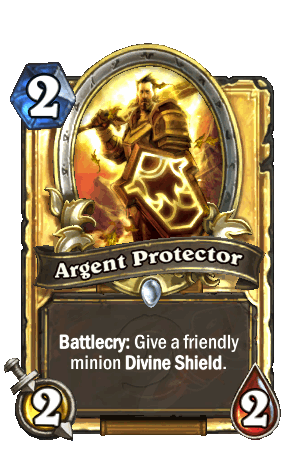 2
Argent Protector
Battlecry: Give a friendly
minion Divine Shield.
2
2